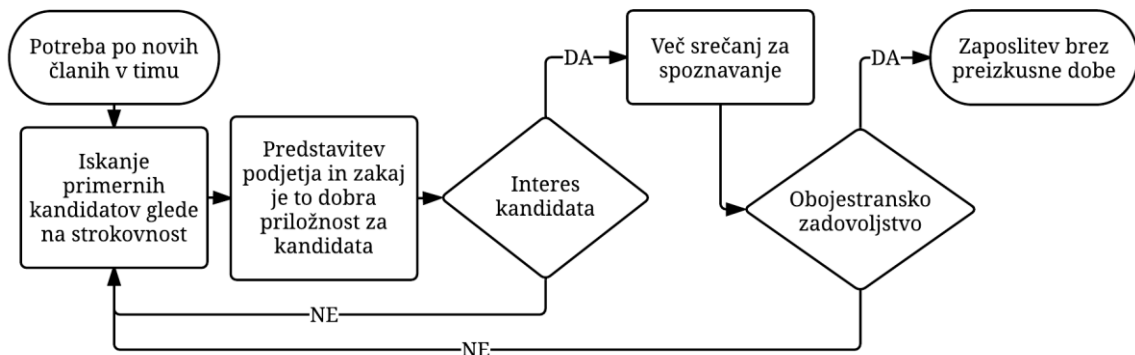 Potreba po novih
članih v timu
Iskanje
primernih
kandidatov glede
na strokovnost
Predstavitev
podjetja in zakaj
je to dobra
priložnost za
kandidata
Interes
kandidata
DA
Več srečanj za
spoznavanje
Obojestransko
zadovoljstvo
DA
Zaposlitev brez
preizkusne dobe
NE
NE